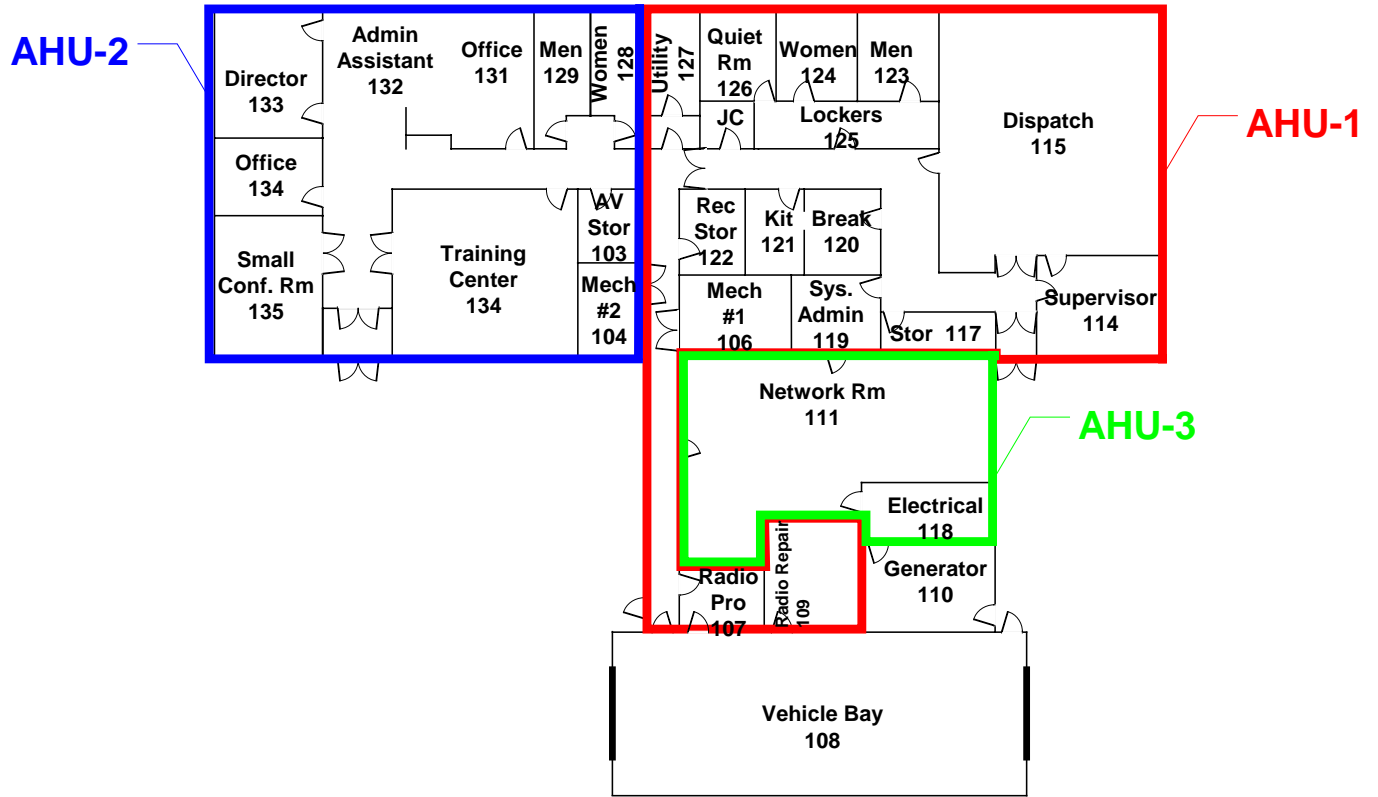 AHU-2
Director
133
Admin
Assistant
132
Office
131
Men
129
Women
128
Utility
127
Quiet
Rm
126
Women
124
Men
123
JC
Lockers
125
Dispatch
115
AHU-1
Office
134
Small
Conf. Rm
135
Training
Center
134
AV
Stor
103
Mech
#2
104
Rec
Stor
122
Kit
121
Break
120
Mech
#1
106
Sys.
Admin
119
Stor 117
Supervisor
114
Network Rm
111
AHU-3
Electrical
118
Radio
Pro
107
Radio Repair
109
Generator
110
Vehicle Bay
108